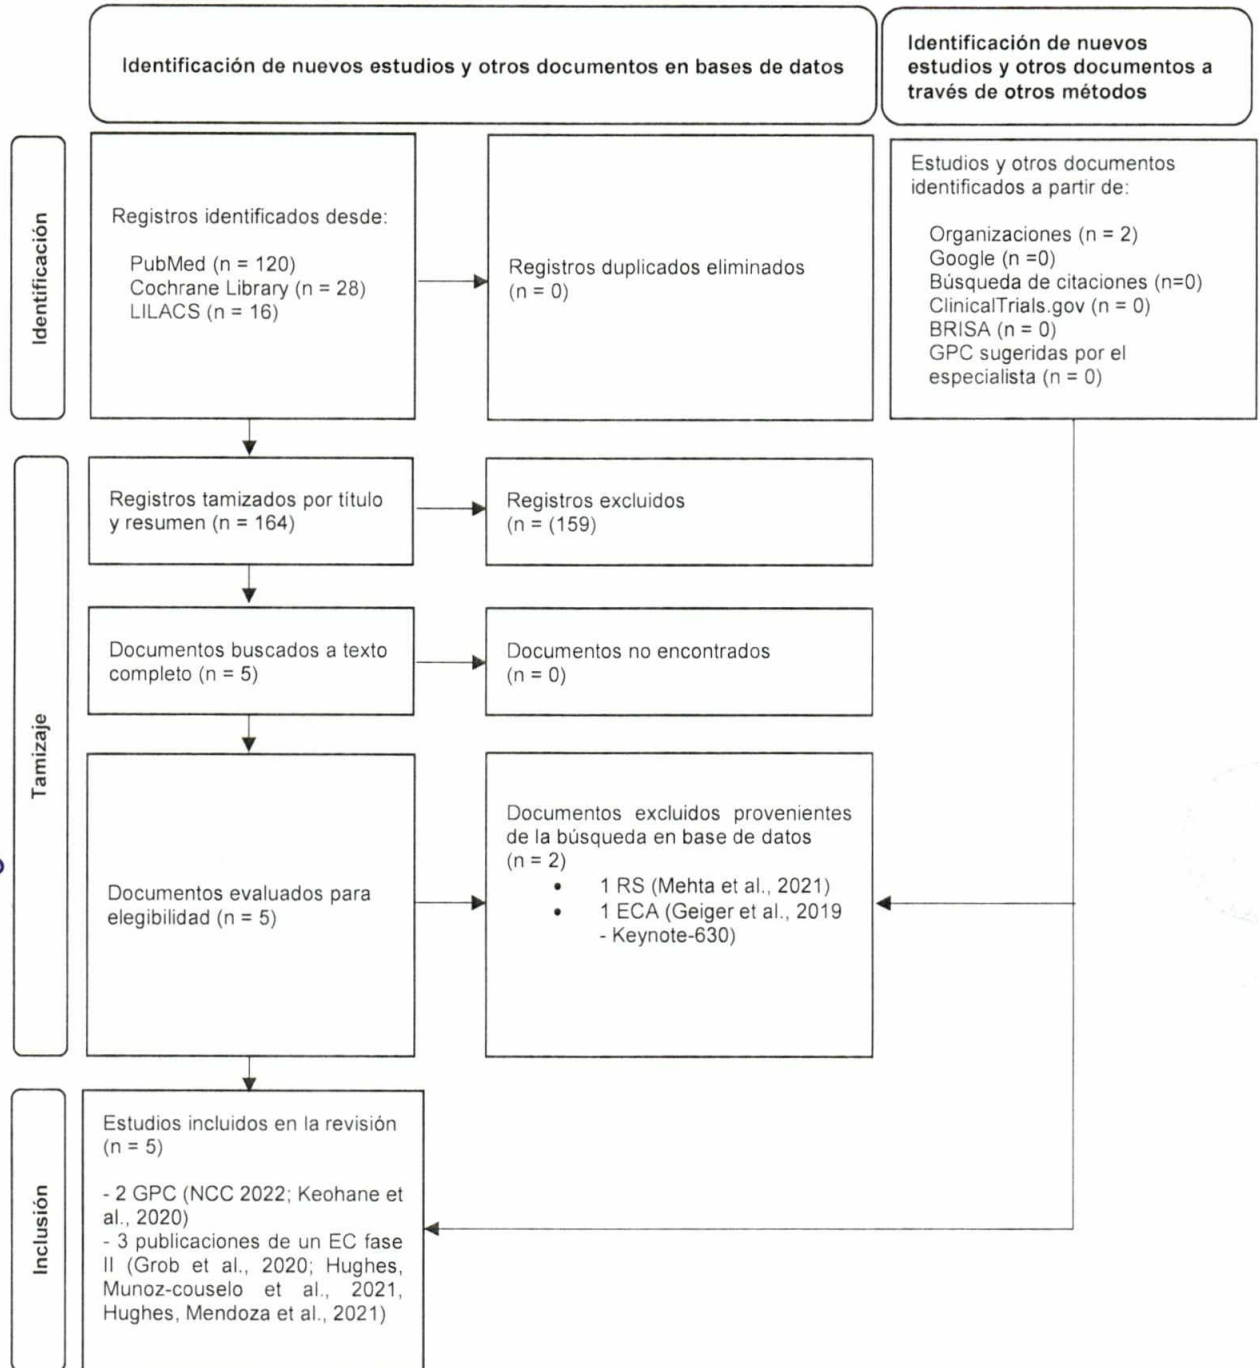 Identificación de nuevos estudios y otros documentos en bases de datos
Identificación de nuevos
estudios y otros documentos a
través de otros métodos
Identificación
Registros identificados desde:
PubMed (n = 120)
Cochrane Library (n = 28)
LILACS (n = 16)
Registros duplicados eliminados
(n = 0)
Estudios y otros documentos
identificados a partir de:
Organizaciones (n = 2)
Google (n =0)
Búsqueda de citaciones (n=0)
ClinicalTrials.gov (n = 0)
BRISA (n = 0)
GPC sugeridas por el
especialista (n = 0)
Tamizaje
Registros tamizados por título
y resumen (n = 164)
Registros excluidos
(n = (159)
Documentos buscados a texto
completo (n = 5)
Documentos no encontrados
(n = 0)
Documentos evaluados para
elegibilidad (n = 5)
Documentos excluidos provenientes
de la búsqueda en base de datos
(n = 2)
• 1 RS (Mehta et al., 2021)
• 1 ECA (Geiger et al., 2019
- Keynote-630)
Inclusión
Estudios incluidos en la revisión
(n = 5)
- 2 GPC (NCC 2022; Keohane et
al., 2020)
- 3 publicaciones de un EC fase
II (Grob et al., 2020; Hughes,
Munoz-couselo et al., 2021,
Hughes, Mendoza et al., 2021)